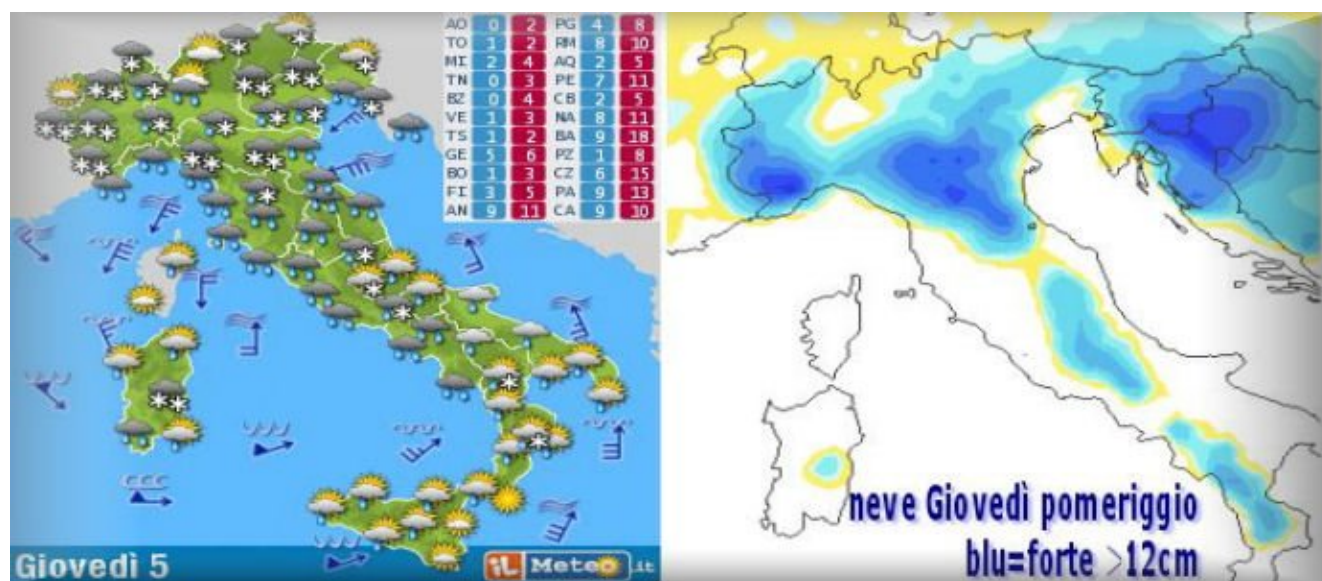 AO 0 2 PG 4 8
TO 1 2 RM 8 10
MI 2 4 AQ 2 5
TN 0 3 PE 7 11
BZ 0 4 CB 2 5
VE 1 3 NA 8 11
TS 1 2 BA 9 18
GE 5 6 PZ 1 8
BO 1 3 CZ 6 15
FI 3 5 PA 9 13
AN 9 11 CA 9 10
Giovedì 5
iL Meteo.it
neve Giovedì pomeriggio
blu=forte >12cm